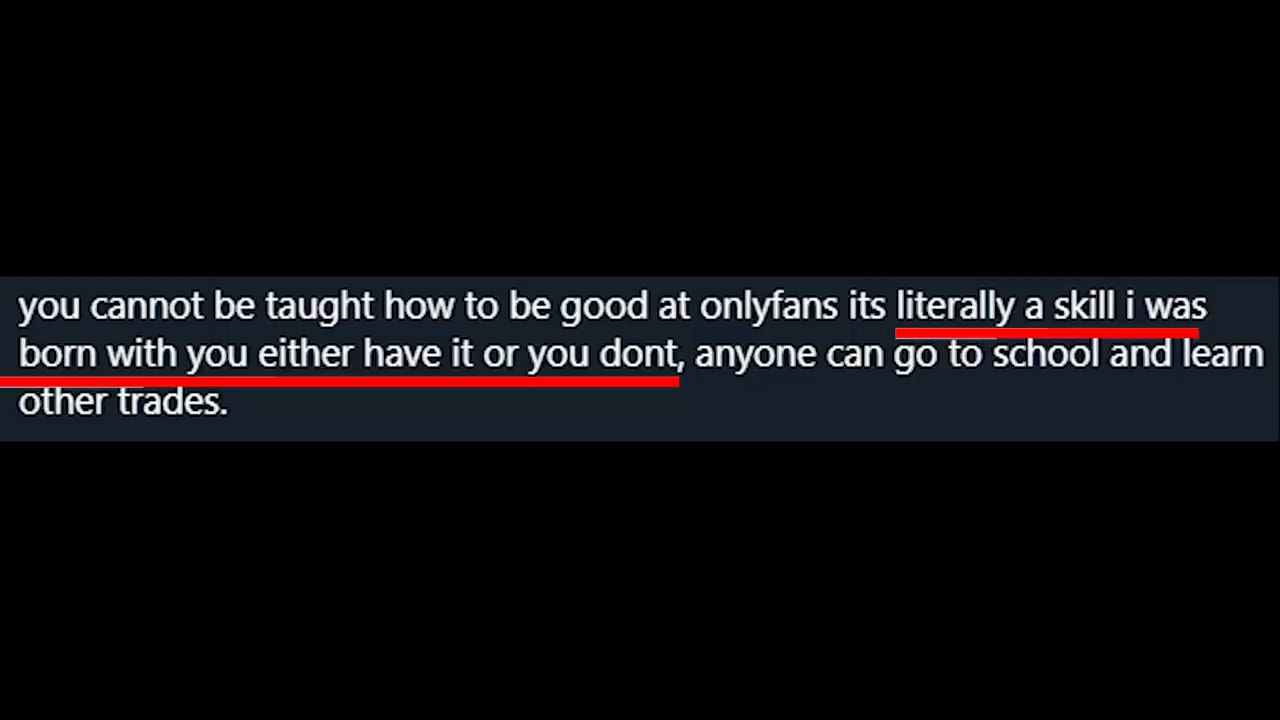 you cannot be taught how to be good at onlyfans its literally a skill i was
born with you either have it or you dont, anyone can go to school and learn
other trades.